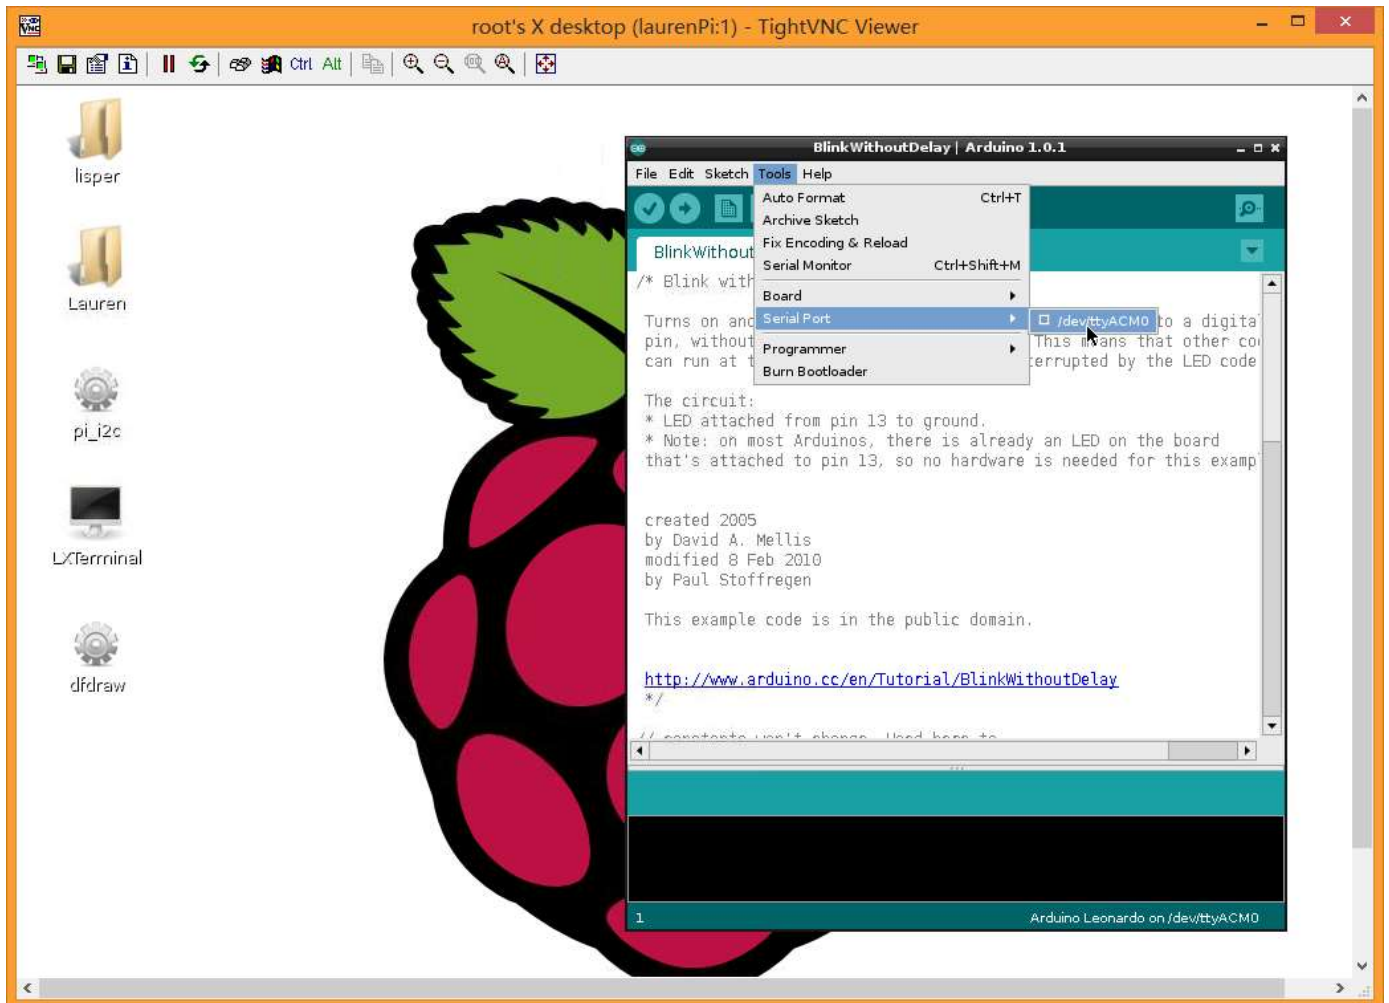 root's X desktop (laurenPi:1) - TightVNC Viewer
Ctrl Alt
lisper
Lauren
pi_i2c
LXTerminal
dfdraw
BlinkWithoutDelay | Arduino 1.0.1
File Edit Sketch Tools Help
Auto Format Ctrl+T
Archive Sketch
Fix Encoding & Reload
Serial Monitor Ctrl+Shift+M
Board
Serial Port
/dev/ttyACM0
Programmer
Burn Bootloader
BlinkWithout
/* Blink with
Turns on and to a digital
pin, without This means that other
can run at errupted by the LED code
The circuit:
* LED attached from pin 13 to ground.
* Note: on most Arduinos, there is already an LED on the board
that's attached to pin 13, so no hardware is needed for this examp
created 2005
by David A. Mellis
modified 8 Feb 2010
by Paul Stoffregen
This example code is in the public domain.
http://www.arduino.cc/en/Tutorial/BlinkWithoutDelay
*/
1
Arduino Leonardo on /dev/ttyACM0